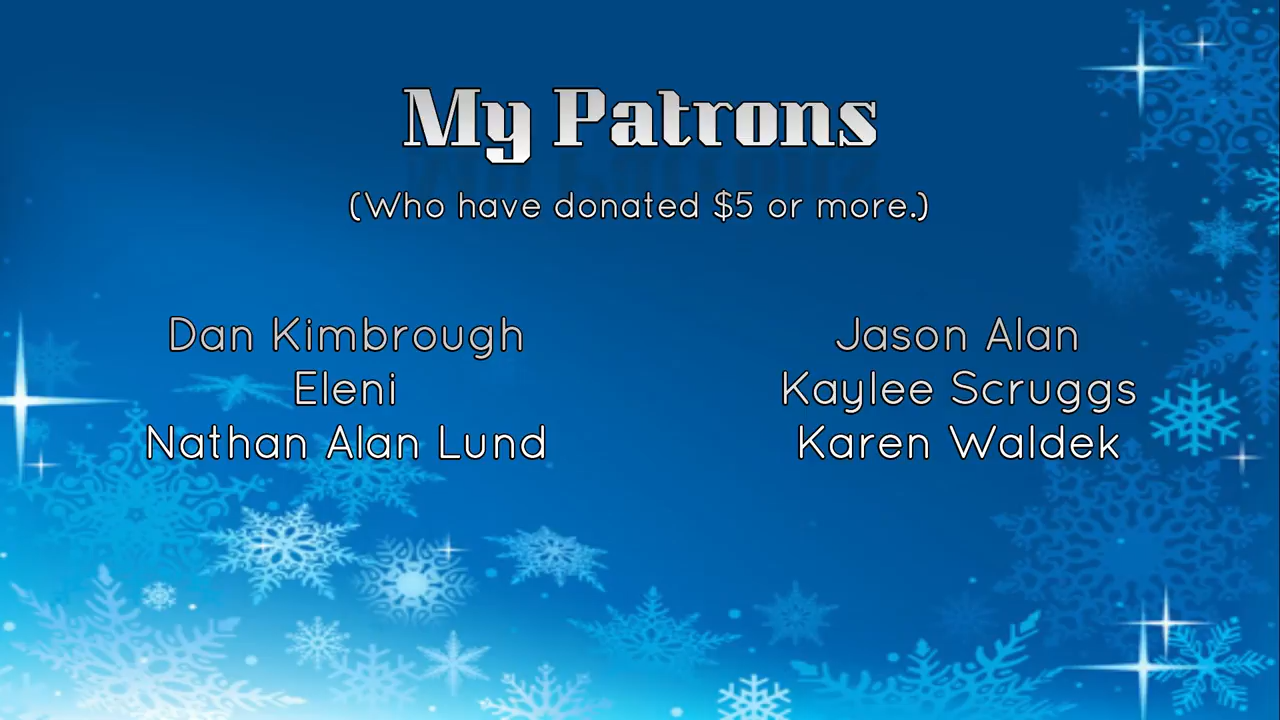 My Patrons
(Who have donated $5 or more.)
Dan Kimbrough
Eleni
Nathan Alan Lund
Jason Alan
Kaylee Scruggs
Karen Waldek